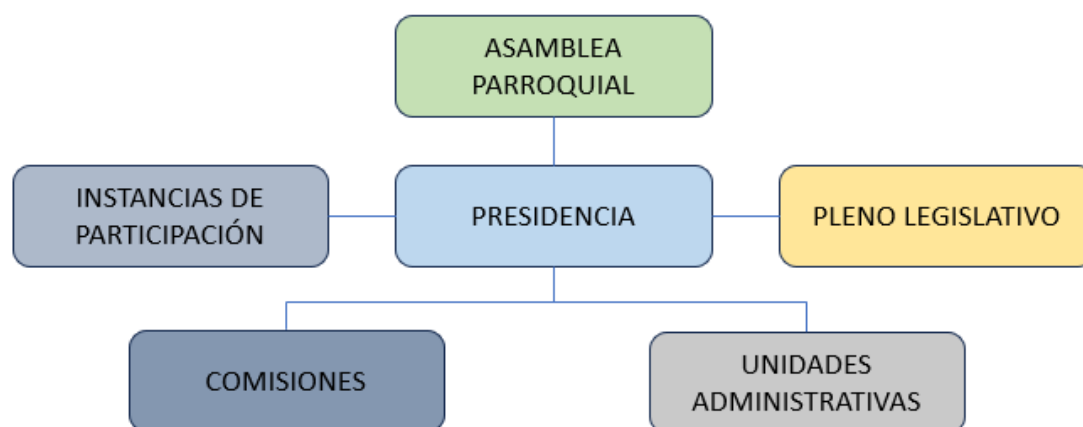 ASAMBLEA
PARROQUIAL
INSTANCIAS DE
PARTICIPACIÓN
PRESIDENCIA
PLENO LEGISLATIVO
COMISIONES
UNIDADES
ADMINISTRATIVAS